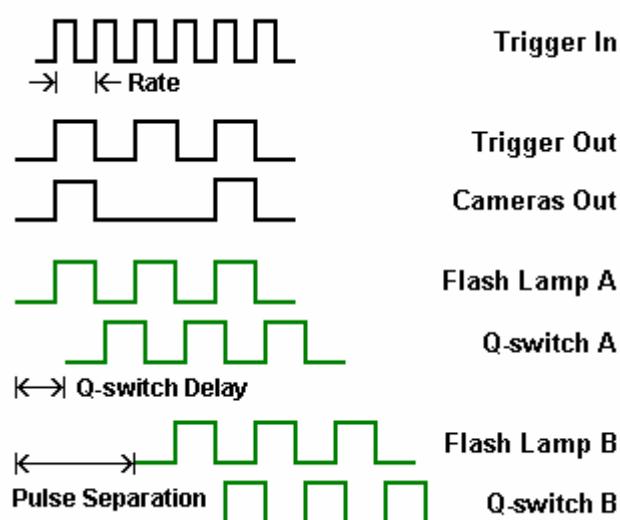 Trigger In
Rate
Trigger Out
Cameras Out
Flash Lamp A
Q-switch A
Q-switch Delay
Flash Lamp B
Pulse Separation
Q-switch B